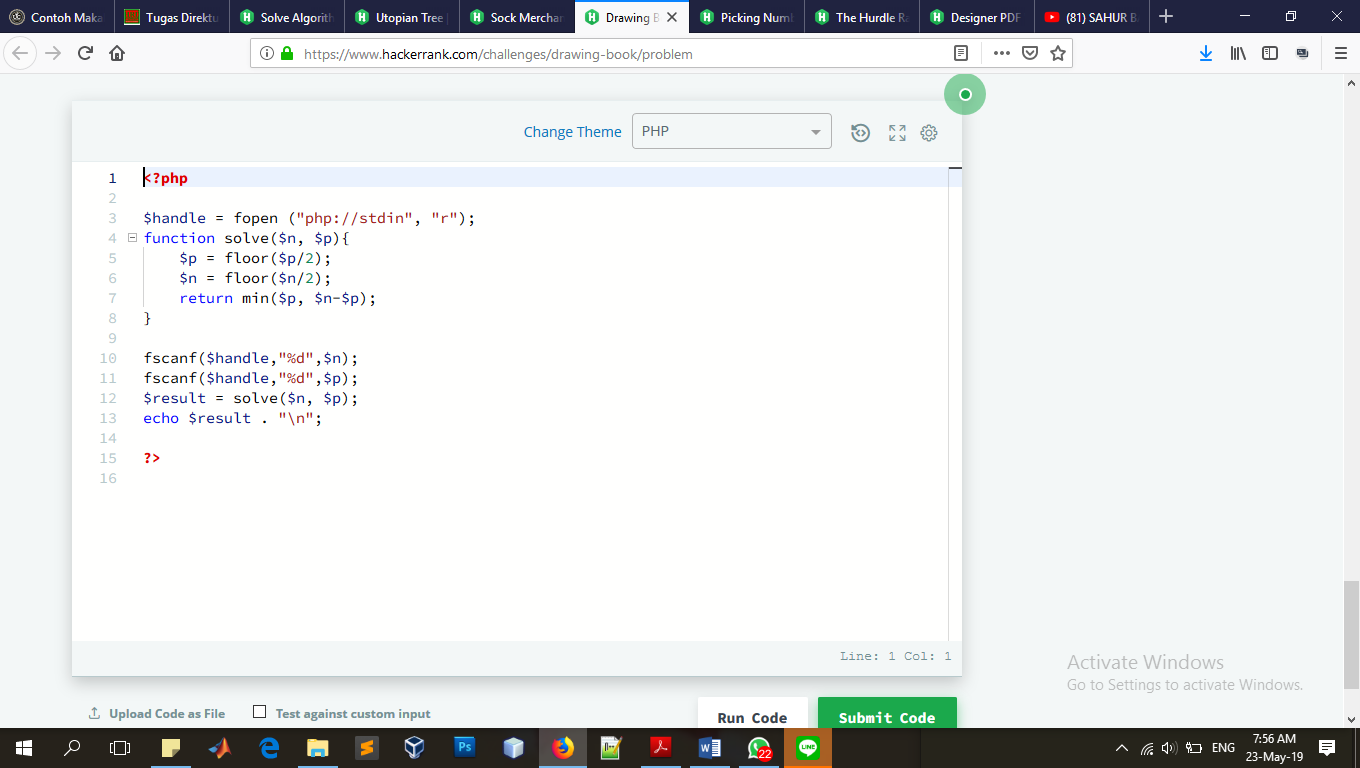 Contoh Maka
Tugas Direktu
Solve Algorith
Utopian Tree |
Sock Merchan
Drawing B
Picking Numb
The Hurdle Ra
Designer PDF
(81) SAHUR B
https://www.hackerrank.com/challenges/drawing-book/problem
Change Theme
PHP
1 <?php
2
3 $handle = fopen ("php://stdin", "r");
4 function solve($n, $p){
5 $p = floor($p/2);
6 $n = floor($n/2);
7 return min($p, $n-$p);
8 }
9
10 fscanf($handle,"%d",$n);
11 fscanf($handle,"%d",$p);
12 $result = solve($n, $p);
13 echo $result . "\n";
14
15 ?>
16
Line: 1 Col: 1
Activate Windows
Go to Settings to activate Windows.
Upload Code as File
Test against custom input
Run Code
Submit Code
Ps
W
22
LINE
ENG
7:56 AM
23-May-19